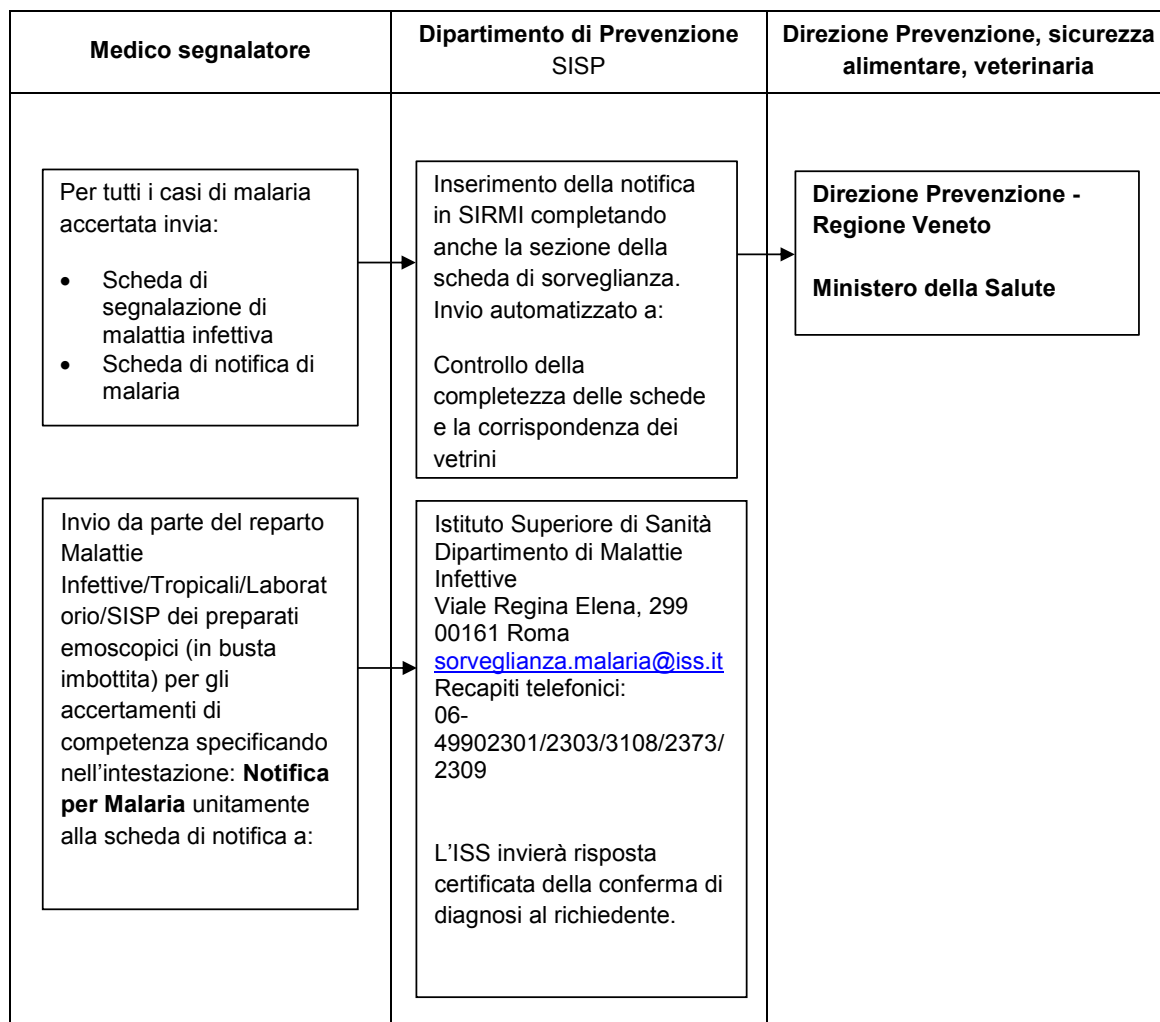 Medico segnalatore
Dipartimento di Prevenzione
SISP
Direzione Prevenzione, sicurezza
alimentare, veterinaria
Per tutti i casi di malaria
accertata invia:
• Scheda di
segnalazione di
malattia infettiva
• Scheda di notifica di
malaria
Inserimento della notifica
in SIRMI completando
anche la sezione della
scheda di sorveglianza.
Invio automatizzato a:
Controllo della
completezza delle schede
e la corrispondenza dei
vetrini
Direzione Prevenzione -
Regione Veneto
Ministero della Salute
Invio da parte del reparto
Malattie
Infettive/Tropicali/Laborat
orio/SISP dei preparati
emoscopici (in busta
imbottita) per gli
accertamenti di
competenza specificando
nell'intestazione: Notifica
per Malaria unitamente
alla scheda di notifica a:
Istituto Superiore di Sanità
Dipartimento di Malattie
Infettive
Viale Regina Elena, 299
00161 Roma
sorveglianza.malaria@iss.it
Recapiti telefonici:
06-
49902301/2303/3108/2373/
2309
L'ISS invierà risposta
certificata della conferma di
diagnosi al richiedente.